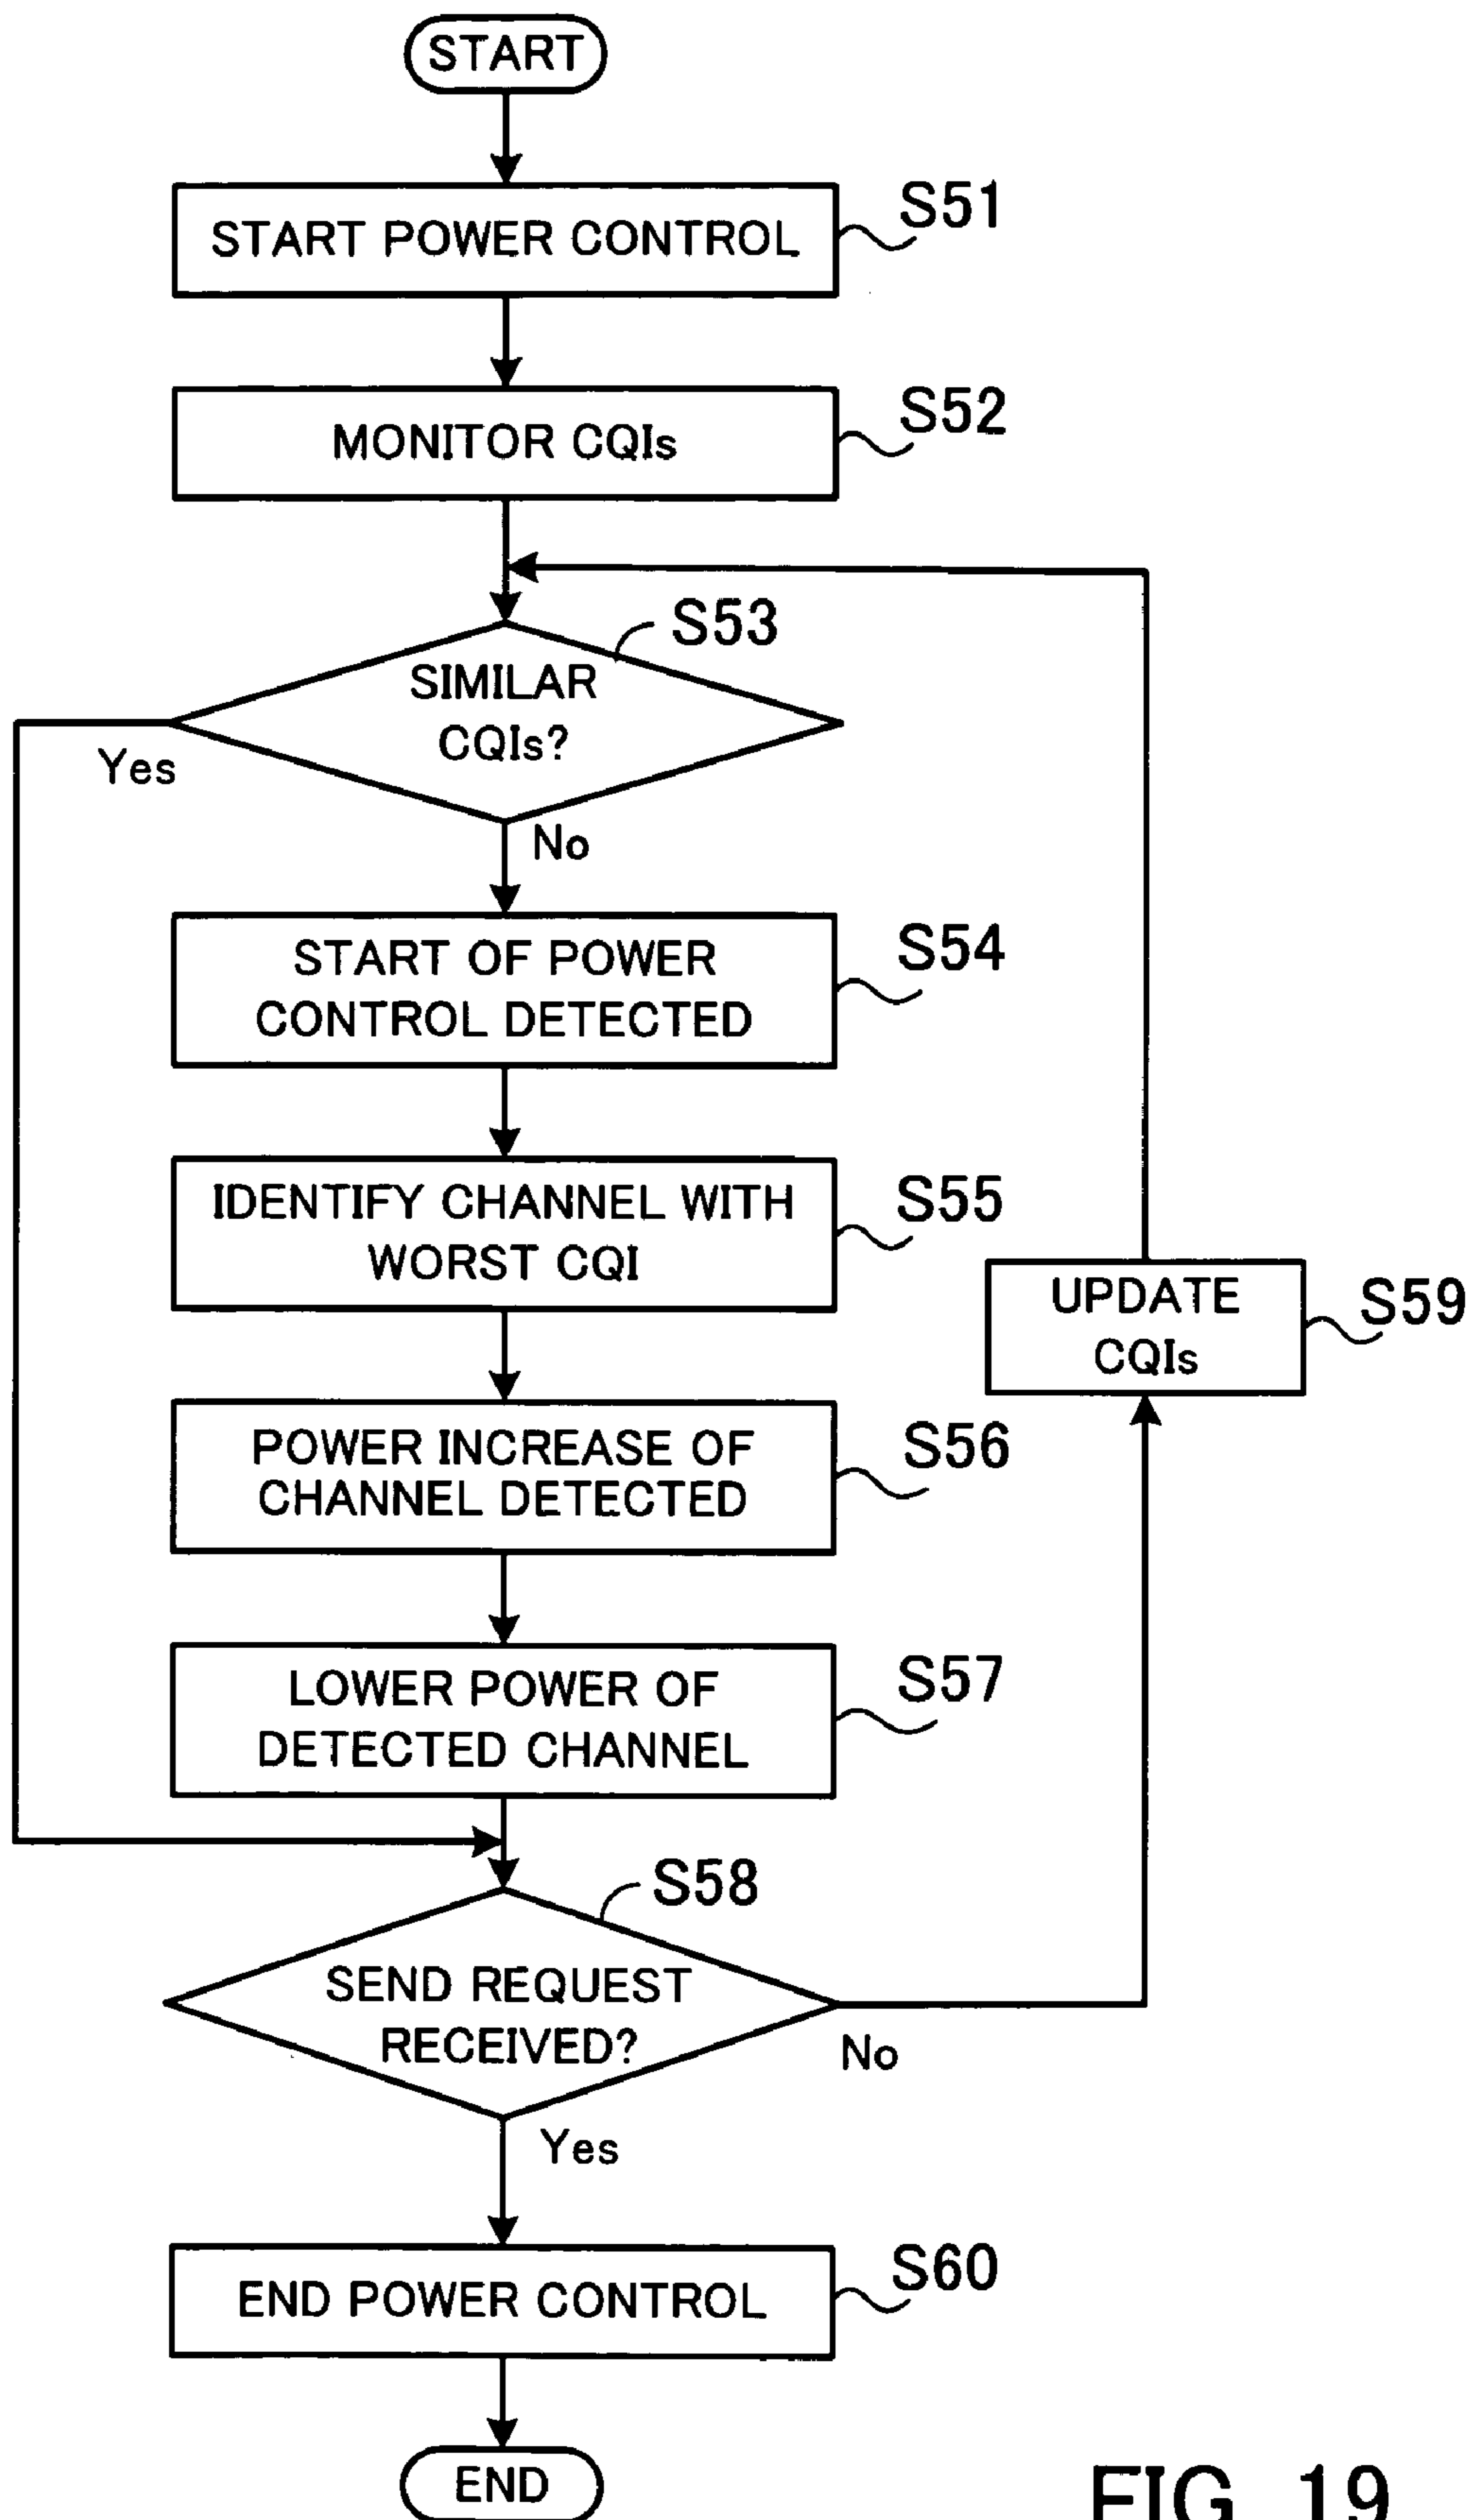 START
START POWER CONTROL
S51
MONITOR CQIs
S52
S53
SIMILAR
CQIs?
Yes
No
START OF POWER
CONTROL DETECTED
S54
IDENTIFY CHANNEL WITH
WORST CQI
S55
UPDATE
CQIs
S59
POWER INCREASE OF
CHANNEL DETECTED
S56
LOWER POWER OF
DETECTED CHANNEL
S57
S58
SEND REQUEST
RECEIVED?
No
Yes
END POWER CONTROL
S60
END
FIG. 19